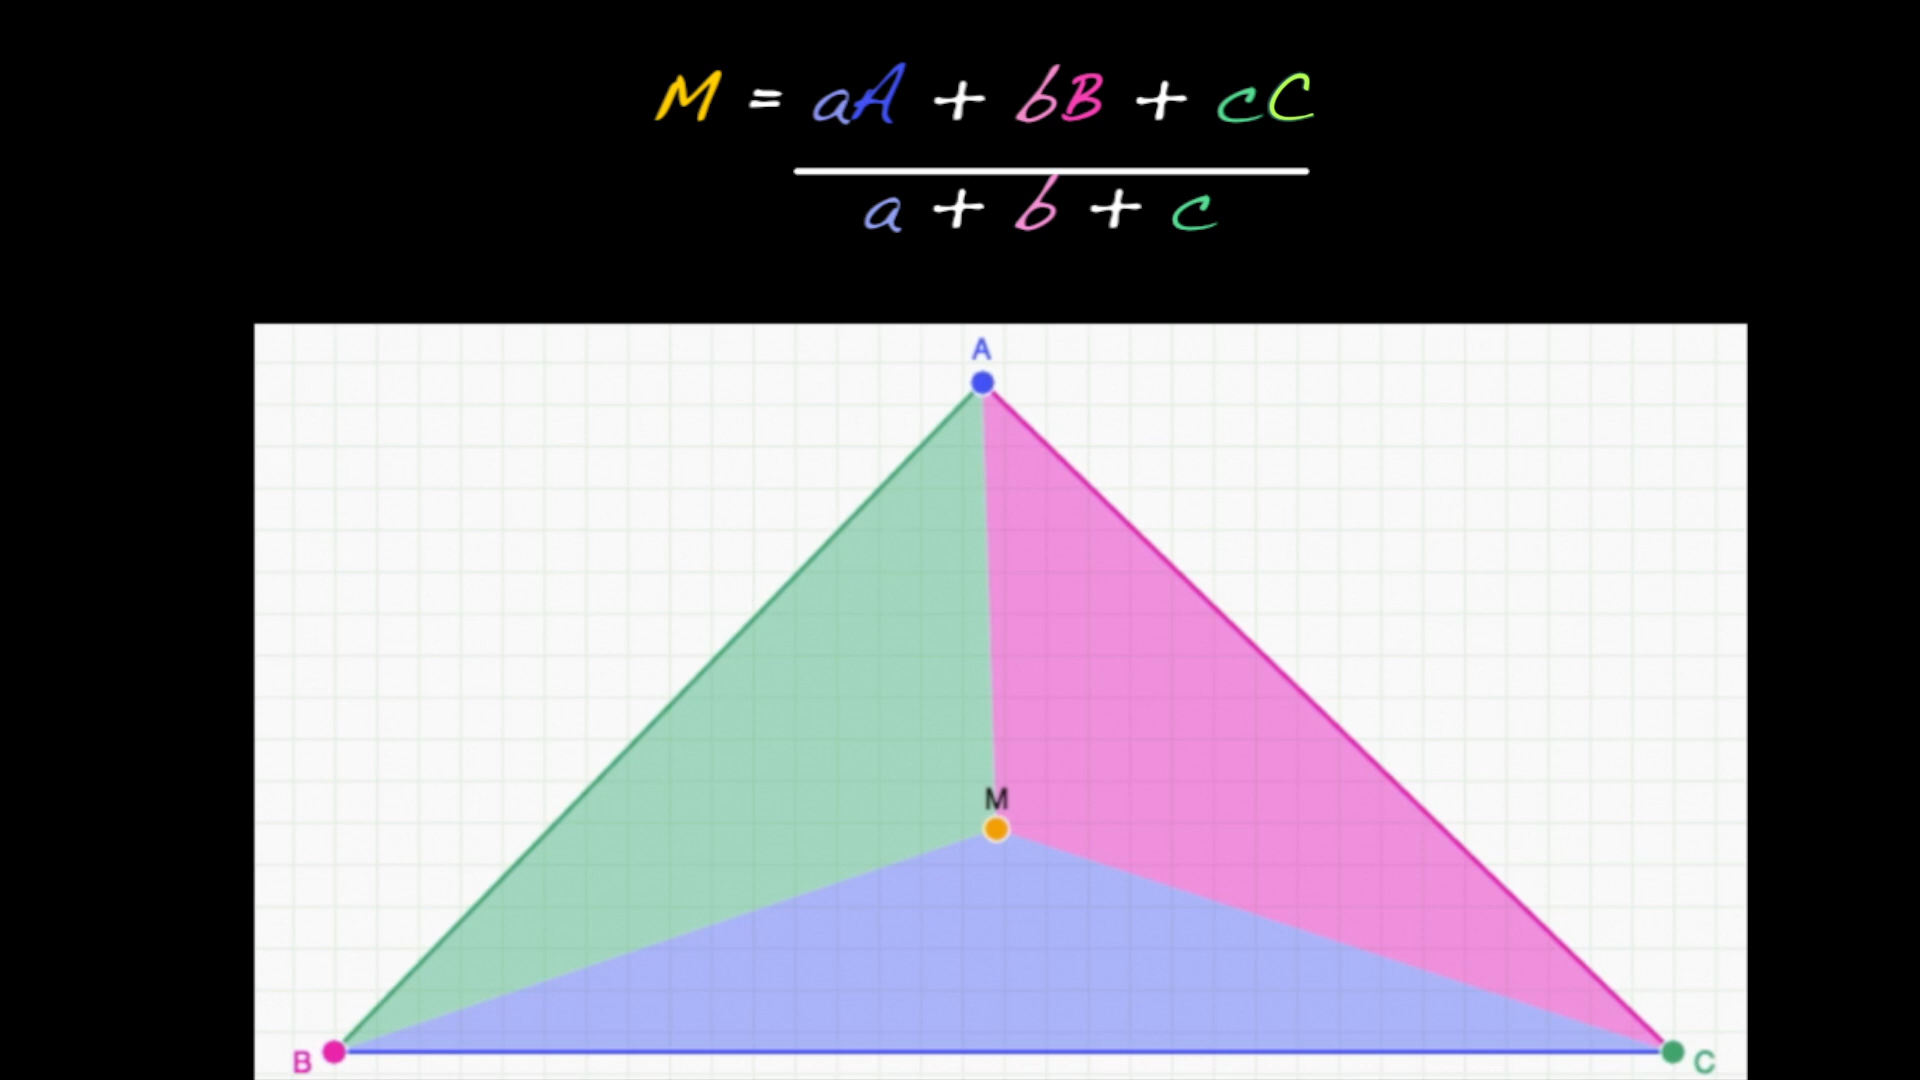 M = aA + bB + cC
a + b + c
A
M
B
C